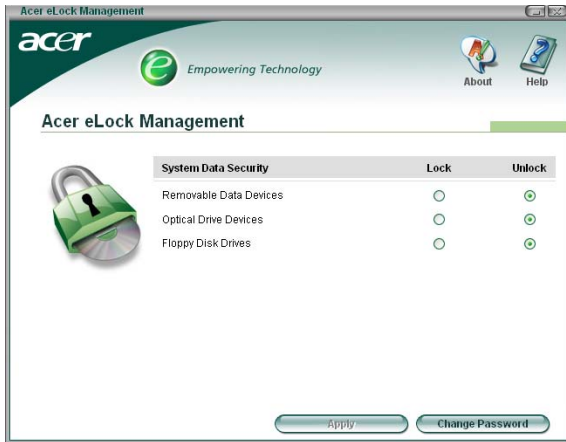 Acer eLock Management
acer
e
Empowering Technology
About
Help
Acer eLock Management
System Data Security Lock Unlock
Removable Data Devices
Optical Drive Devices
Floppy Disk Drives
Apply
Change Password